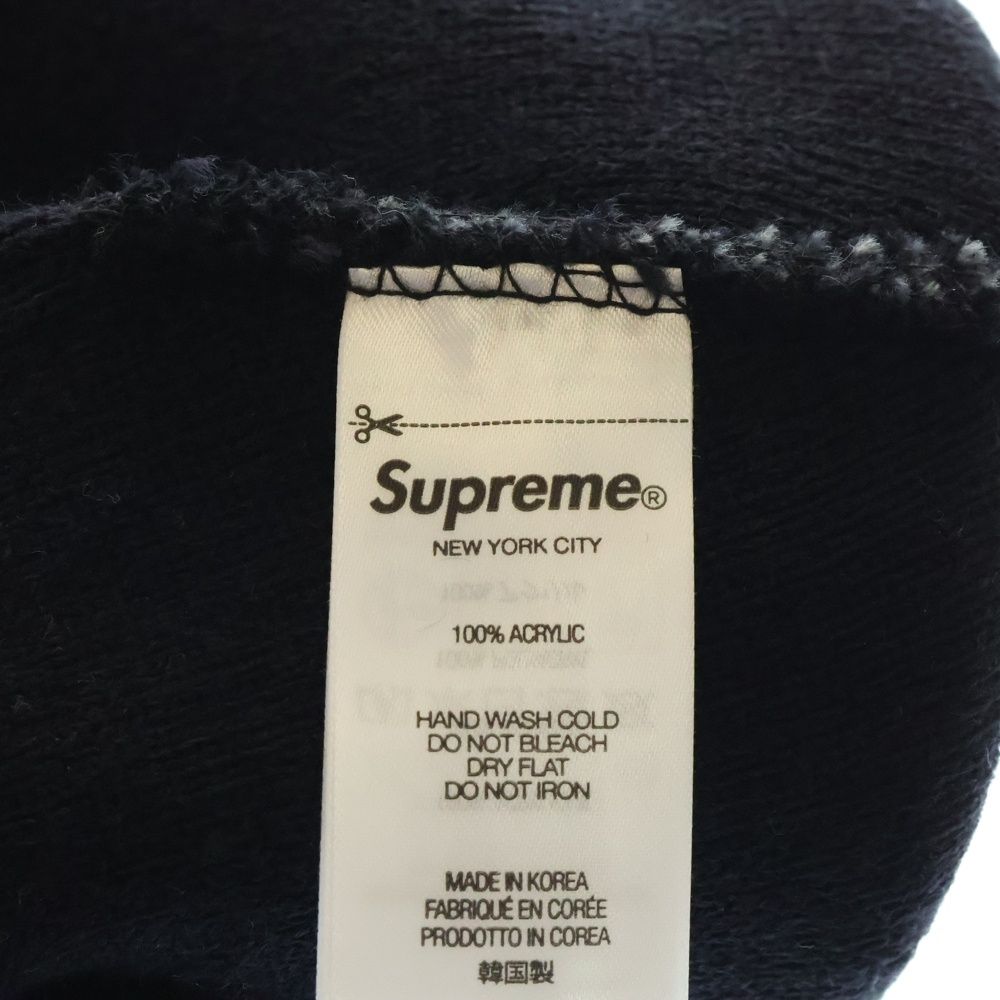 Supreme®
NEW YORK CITY
100% ACRYLIC
HAND WASH COLD
DO NOT BLEACH
DRY FLAT
DO NOT IRON
MADE IN KOREA
FABRIQUÉ EN CORÉE
PRODOTTO IN COREA
韓国製